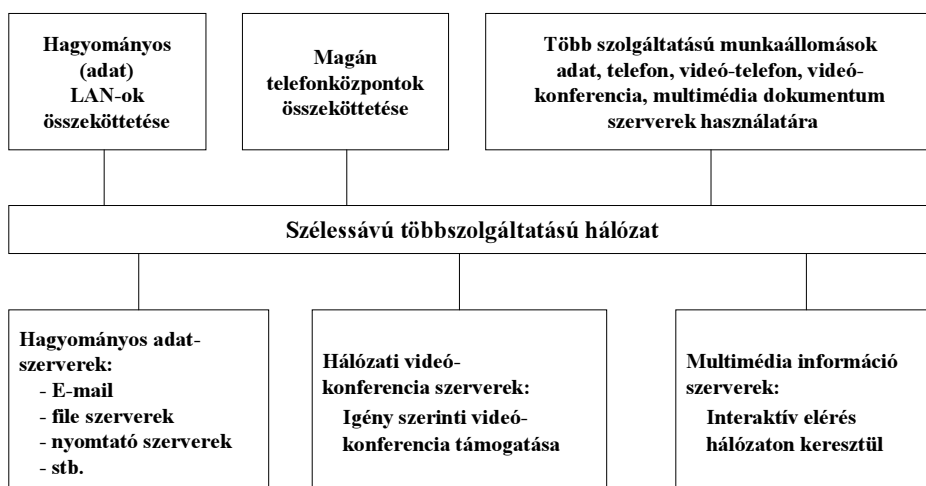 Hagyományos
(adat)
LAN-ok
összeköttetése
Magán
telefonközpontok
összeköttetése
Több szolgáltatású munkaállomások
adat, telefon, videó-telefon, videó-
konferencia, multimédia dokumentum
szerverek használatára
Szélessávú többszolgáltatású hálózat
Hagyományos adat-
szerverek:
- E-mail
- file szerverek
- nyomtató szerverek
- stb.
Hálózati videó-
konferencia szerverek:
Igény szerinti videó-
konferencia támogatása
Multimédia információ
szerverek:
Interaktív elérés
hálózaton keresztül